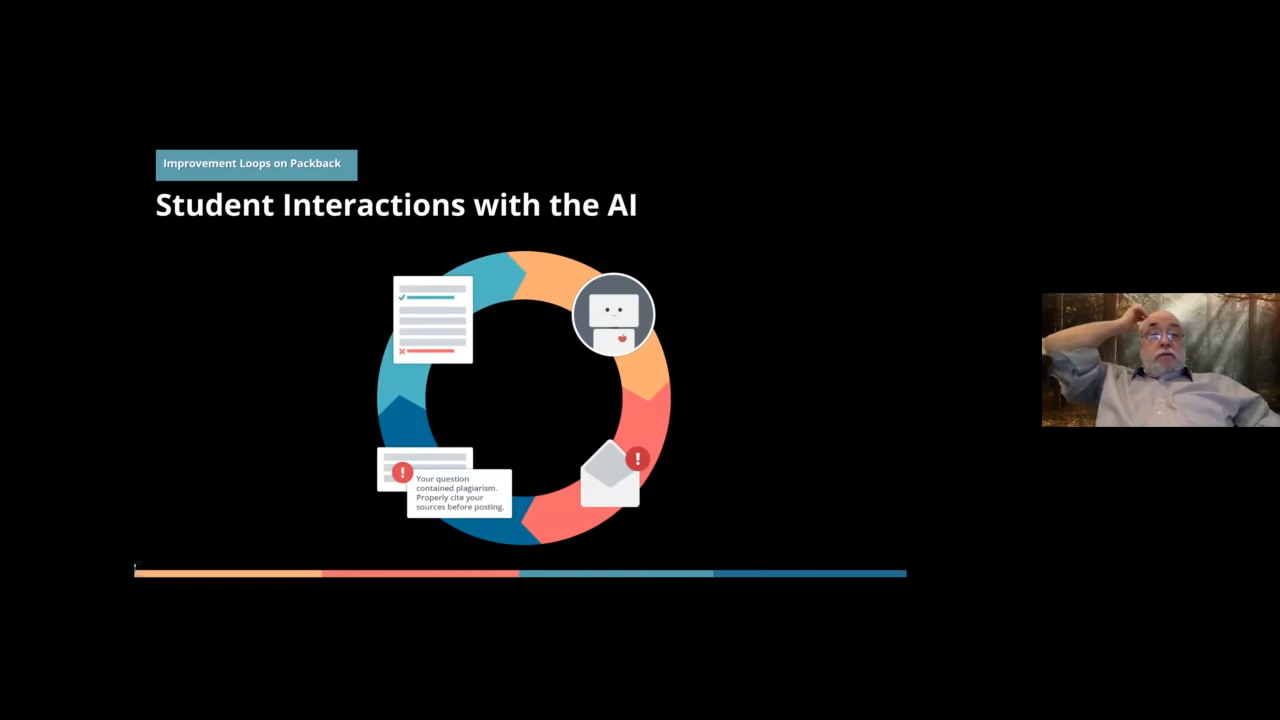 Improvement Loops on Packback
Student Interactions with the AI
!
!
Your question
contained plagiarism.
Properly cite your
sources before posting.